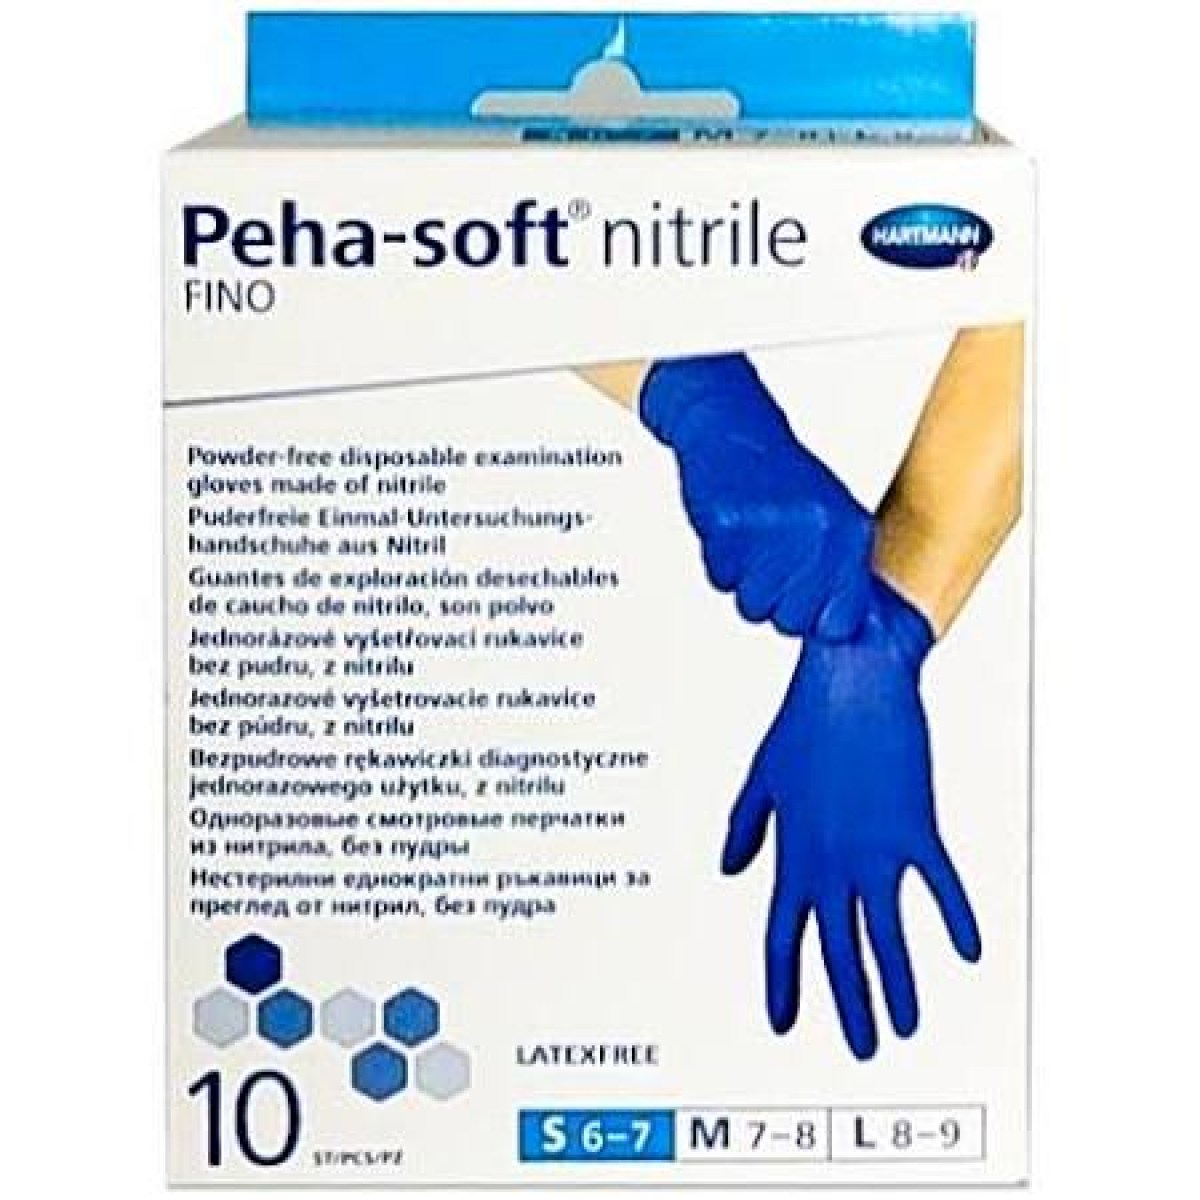 Peha-soft® nitrile
HARTMANN
FINO
Powder-free disposable examination
gloves made of nitrile
Puderfreie Einmal-Untersuchungs-
handschuhe aus Nitril
Guantes de exploración desechables
de caucho de nitrilo, son polvo
Jednorázové vyšetřovací rukavice
bez pudru, z nitrilu
Jednorazové vyšetrovacie rukavice
bez púdru, z nitrilu
Bezpudrowe rękawiczki diagnostyczne
jednorazowego użytku, z nitrilu
Одноразовые смотровые перчатки
из нитрила, без пудры
Нестерилни еднократни ръкавици за
преглед от нитрил, без пудра
LATEXFREE
10 ST/PCS/PZ
S 6–7 M 7–8 L 8–9